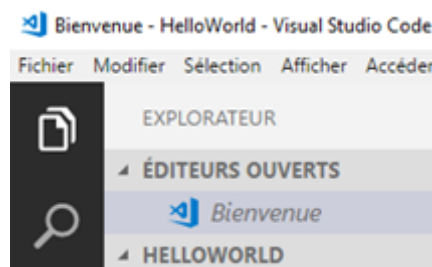 Bienvenue - HelloWorld - Visual Studio Code
Fichier Modifier Sélection Afficher Accéder
EXPLORATEUR
ÉDITEURS OUVERTS
Bienvenue
HELLOWORLD